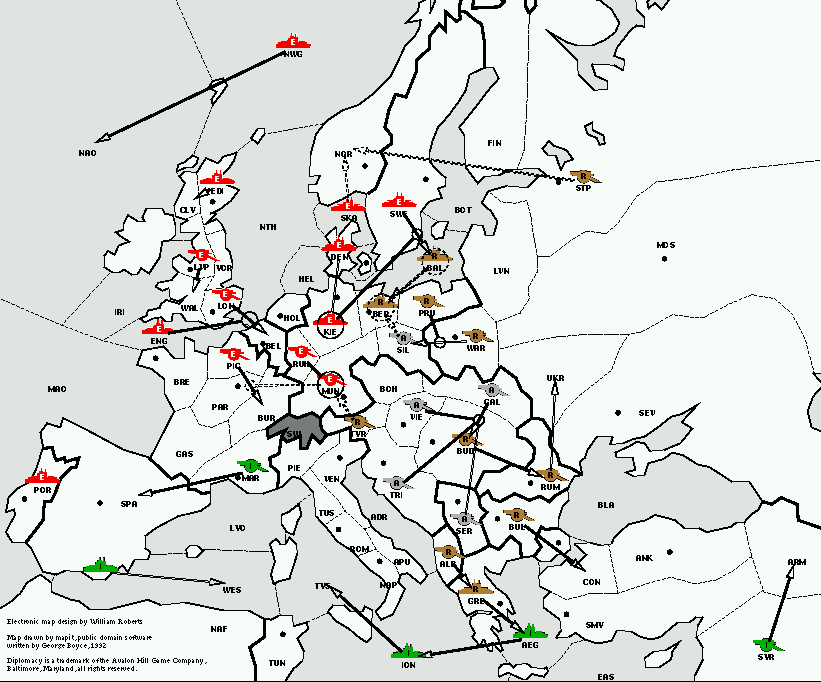 E
NWG
NAO
NOR
FIN
R
STP
E
EDI
CLV
E
SKA
E
SWE
BOT
NTH
MOS
E
DEN
R
BAL
E
LVP
YOR
LVN
HEL
IRI
WAL
E
LON
HOL
R
BER
R
PRU
E
KIE
E
ENG
BEL
A
SIL
R
WAR
E
PIC
E
RUH
BRE
E
MUN
BOH
A
GAL
UKR
MAO
PAR
A
VIE
BUR
SWI
R
TYR
SEV
GAS
R
BUD
I
MAR
PIE
R
RUM
E
POR
VEN
A
TRI
SPA
BLA
TUS
ADR
A
SER
R
BUL
LYO
ROM
APU
R
ALB
ANK
ARM
I
WES
TYS
NAP
R
GRE
CON
Electronic map design by William Roberts
NAF
SMY
Map drawn by mapit,public domain software
written by George Boyce,1992
I
AEG
I
SYR
I
ION
Diplomacy is a trademark of the Avalon Hill Game Company,
Baltimore,Maryland,all rights reserved.
TUN
EAS